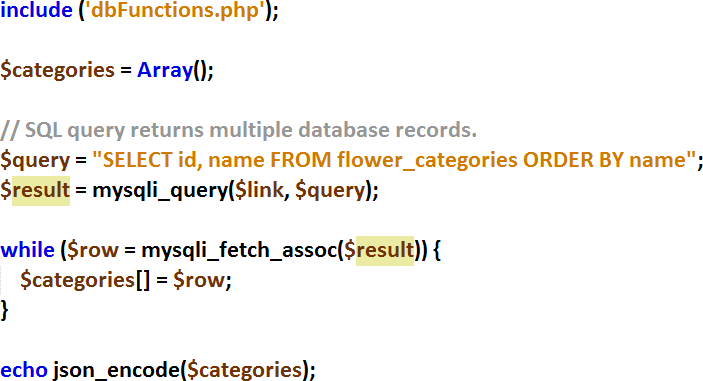 include ('dbFunctions.php');
$categories = Array();
// SQL query returns multiple database records.
$query = "SELECT id, name FROM flower_categories ORDER BY name";
$result = mysqli_query($link, $query);
while ($row = mysqli_fetch_assoc($result)) {
$categories[] = $row;
}
echo json_encode($categories);